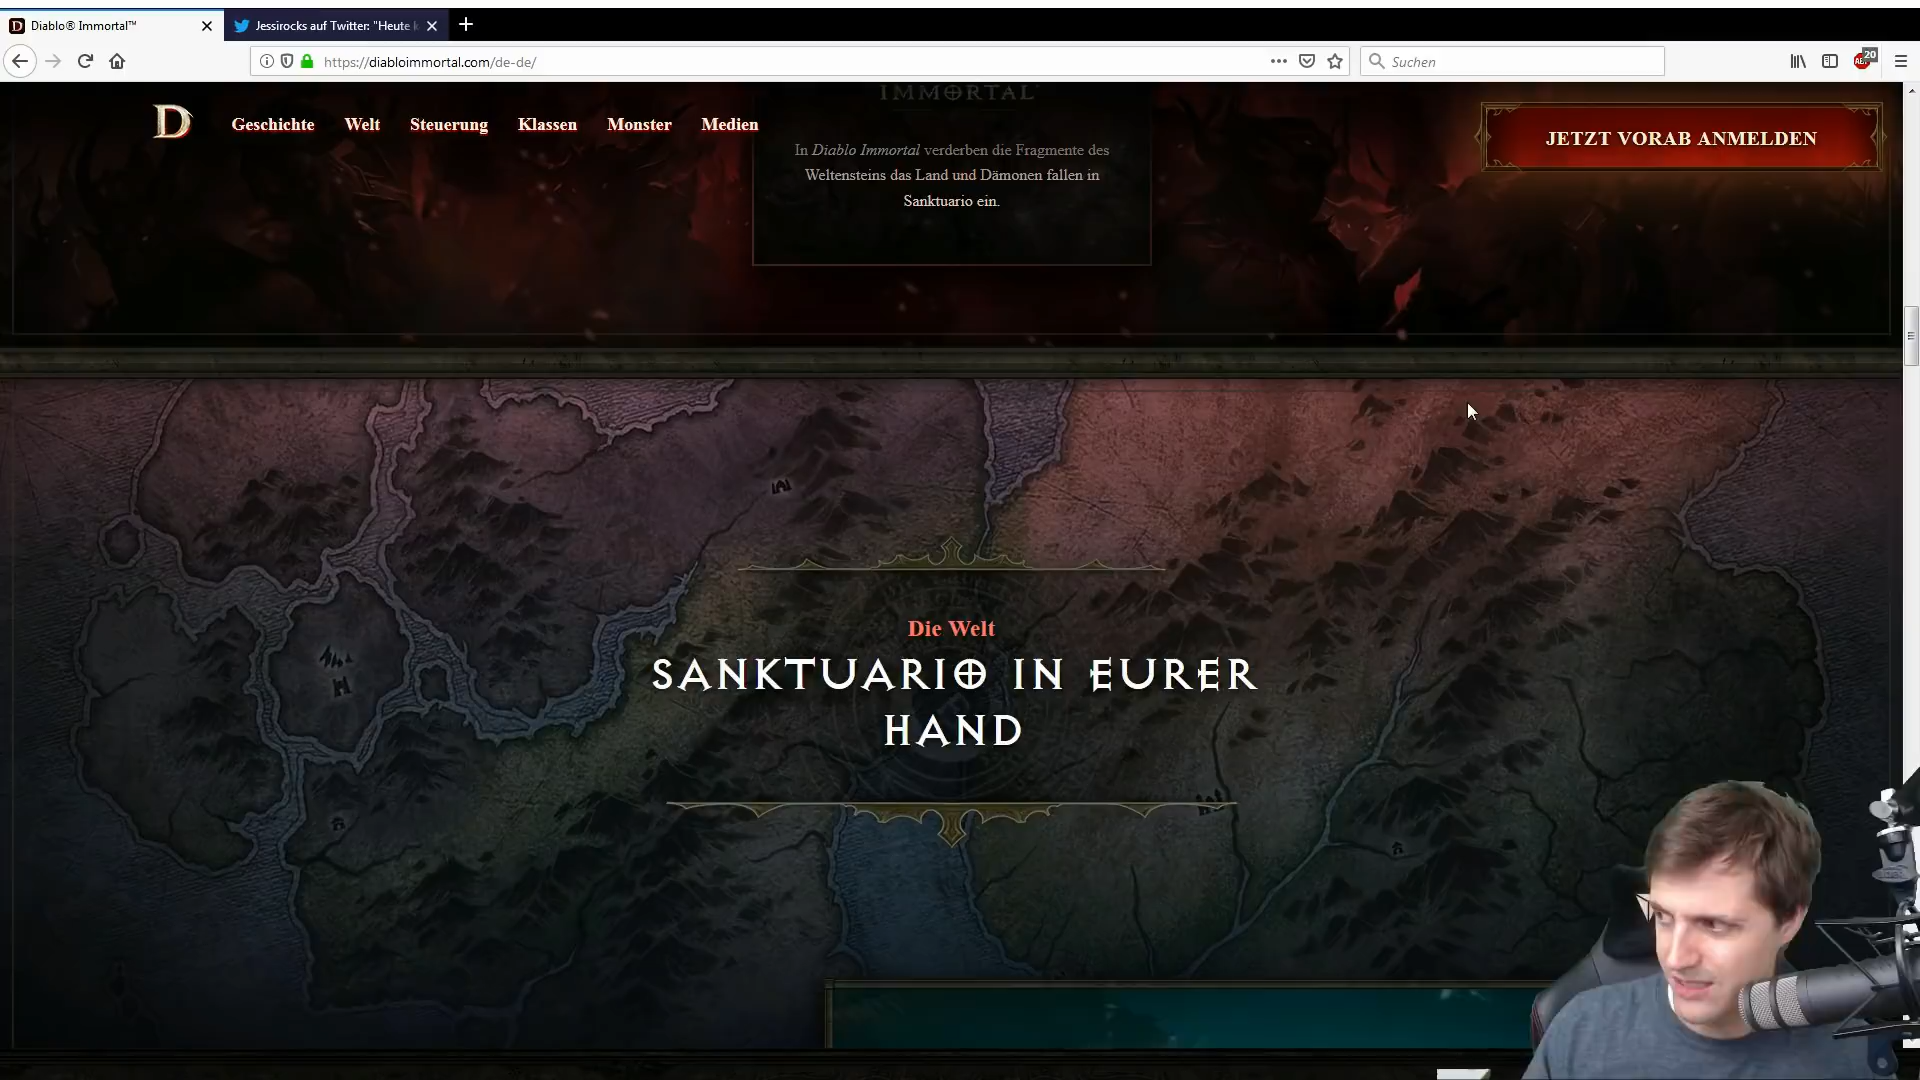 Diablo® Immortal™
Jessirocks auf Twitter: "Heute k
https://diabloimmortal.com/de-de/
Suchen
20
ABP
D
Geschichte Welt Steuerung Klassen Monster Medien
JETZT VORAB ANMELDEN
IMMORTAL
In Diablo Immortal verderben die Fragmente des
Weltensteins das Land und Dämonen fallen in
Sanktuario ein.
Die Welt
SANKTUARIO IN EURER
HAND